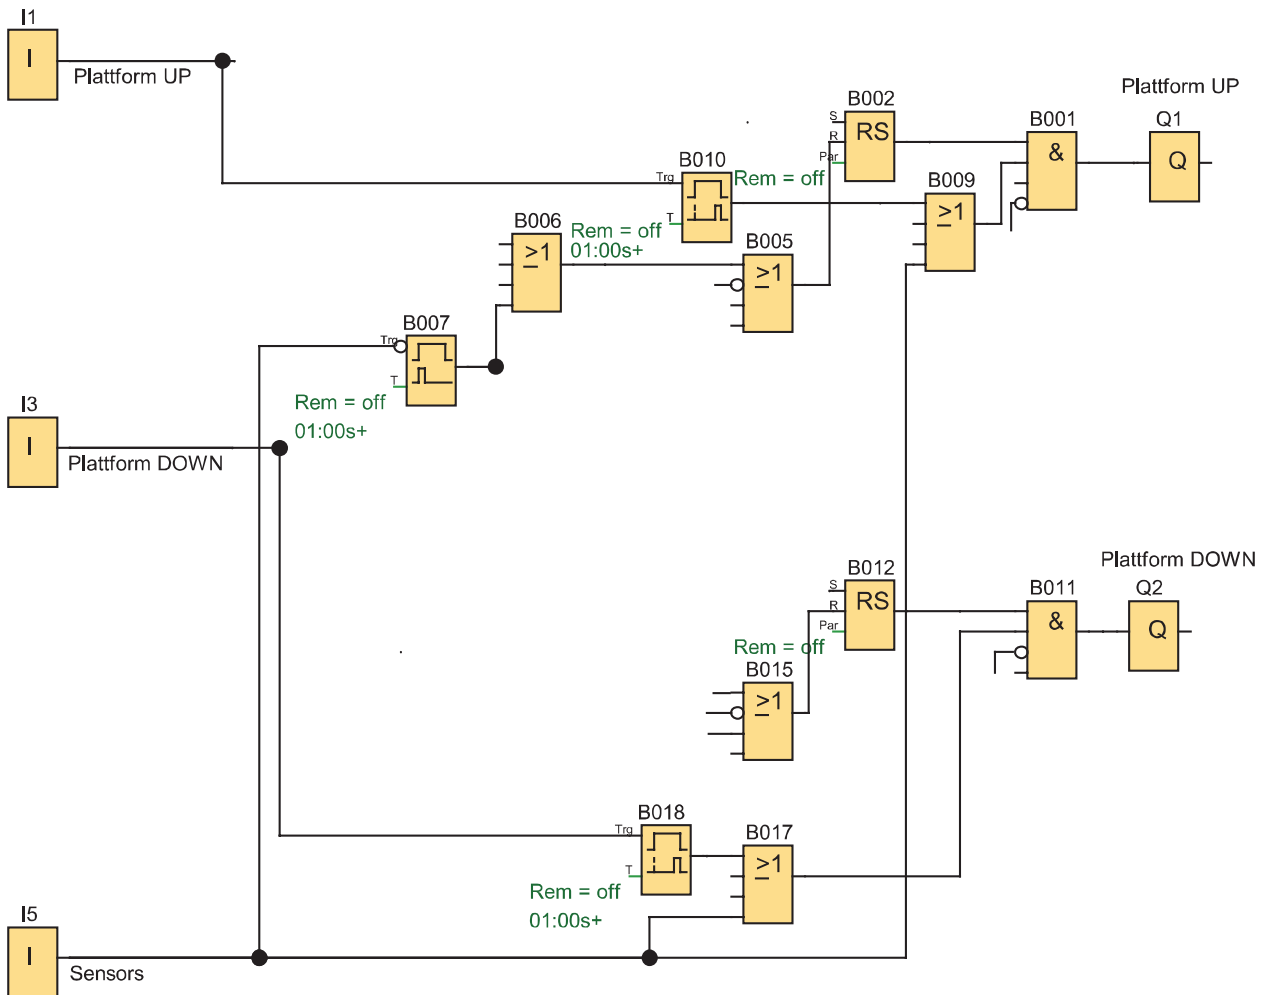 I1
I
Plattform UP
Plattform UP
B002
S
RS
R
Par
Rem = off
B001
&
Q1
Q
B010
Trg
T
Rem = off
01:00s+
B009
≥1
B006
≥1
B005
≥1
B007
Trg
T
Rem = off
01:00s+
I3
I
Plattform DOWN
Plattform DOWN
B012
S
RS
R
Par
Rem = off
B011
&
Q2
Q
B015
≥1
B018
Trg
T
Rem = off
01:00s+
B017
≥1
I5
I
Sensors